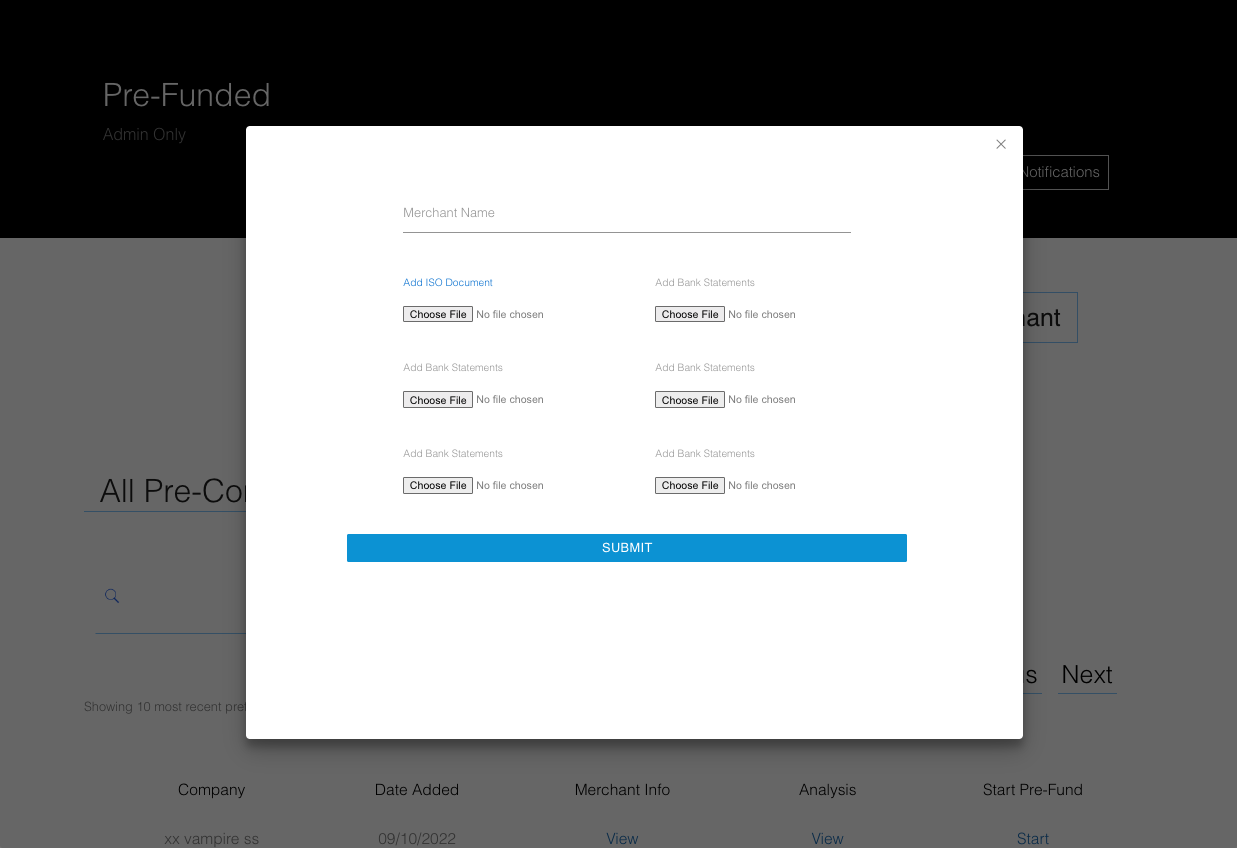 Pre-Funded
Admin Only
Notifications
Merchant Name
Add ISO Document
Add Bank Statements
Choose File No file chosen
Choose File No file chosen
Add Bank Statements
Add Bank Statements
Choose File No file chosen
Choose File No file chosen
Add Bank Statements
Add Bank Statements
Choose File No file chosen
Choose File No file chosen
SUBMIT
All Pre-Co
Next
Showing 10 most recent
Company
Date Added
Merchant Info
Analysis
Start Pre-Fund
xx vampire ss
09/10/2022
View
View
Start